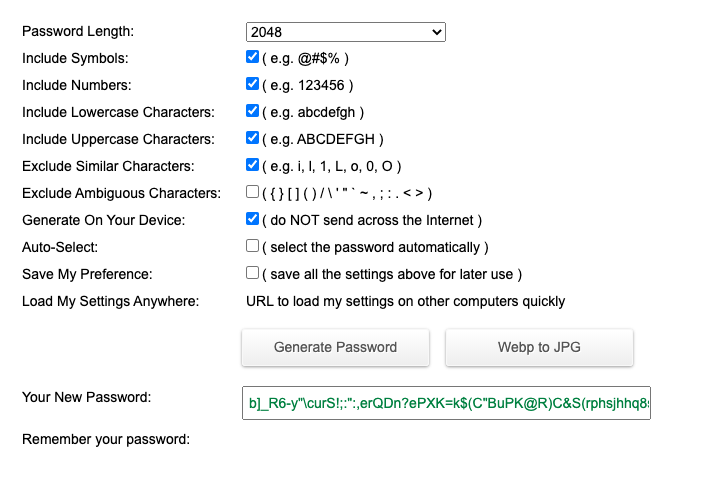 Password Length: 2048
Include Symbols: ( e.g. @#$% )
Include Numbers: ( e.g. 123456 )
Include Lowercase Characters: ( e.g. abcdefgh )
Include Uppercase Characters: ( e.g. ABCDEFGH )
Exclude Similar Characters: ( e.g. i, l, 1, L, o, 0, O )
Exclude Ambiguous Characters: ( { } [ ] ( ) / \ ' " ` ~ , ; : . < > )
Generate On Your Device: ( do NOT send across the Internet )
Auto-Select: ( select the password automatically )
Save My Preference: ( save all the settings above for later use )
Load My Settings Anywhere: URL to load my settings on other computers quickly
Generate Password Webp to JPG
Your New Password: b]_R6-y"\curS!;:":,erQDn?ePXK=k$(C"BuPK@R)C&S(rphsjhhq8
Remember your password: